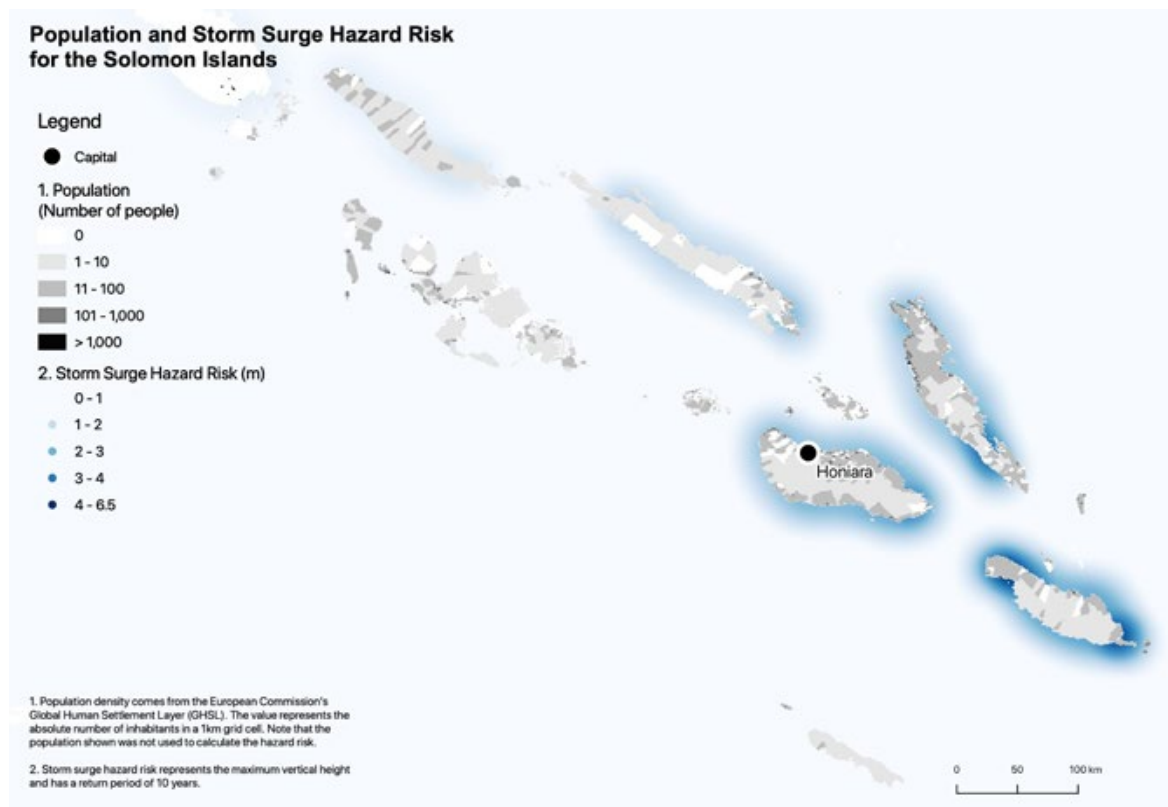 Population and Storm Surge Hazard Risk
for the Solomon Islands
Legend
Capital
1. Population
(Number of people)
0
1 - 10
11 - 100
101 - 1,000
> 1,000
2. Storm Surge Hazard Risk (m)
0 - 1
1 - 2
2 - 3
3 - 4
4 - 6.5
Honiara
1. Population density comes from the European Commission's
Global Human Settlement Layer (GHSL). The value represents the
absolute number of inhabitants in a 1km grid cell. Note that the
population shown was not used to calculate the hazard risk.
2. Storm surge hazard risk represents the maximum vertical height
and has a return period of 10 years.
0 50 100 km